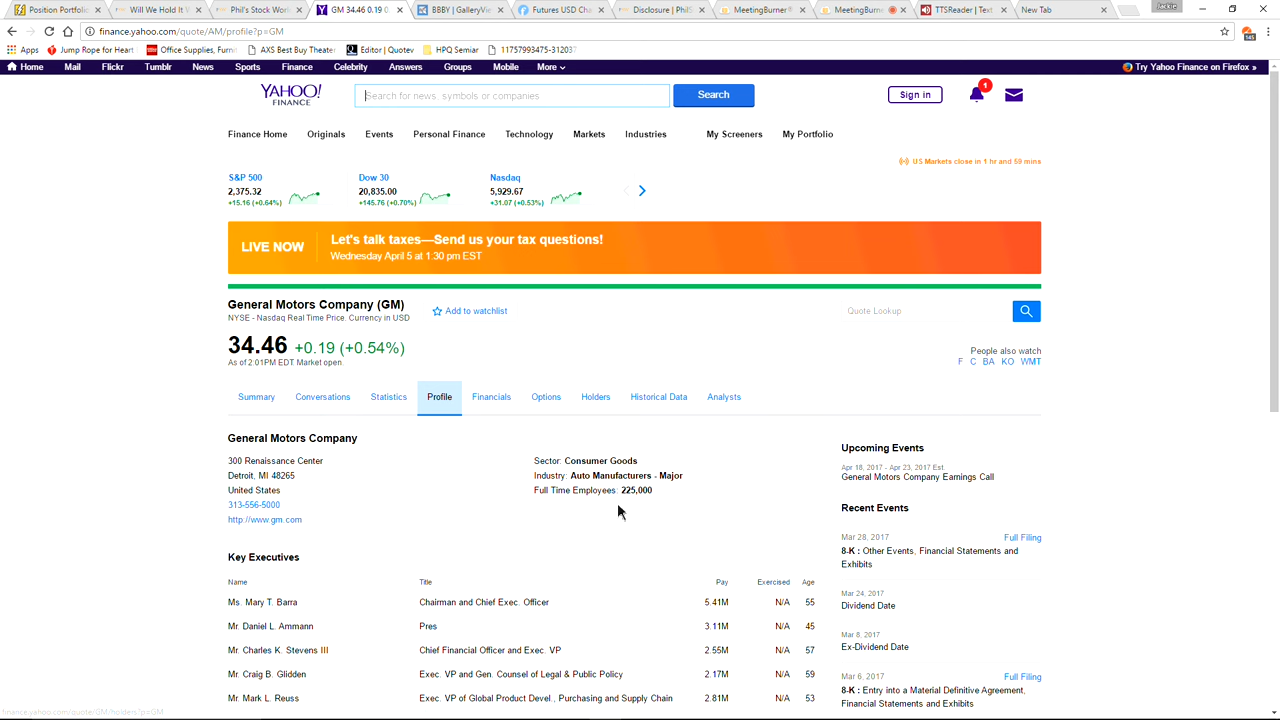 Position Portfolio
Will We Hold It W
Phil's Stock Work
GM 34.46 0.19 0
BBBY | GalleryVie
Futures USD Cha
Disclosure | PhilS
MeetingBurner®
MeetingBurne
TTSReader | Text
New Tab
Jackie
finance.yahoo.com/quote/AM/profile?p=GM
Apps
Jump Rope for Heart
Office Supplies, Furn
AXS Best Buy Theater
Editor | Quotev
HPQ Semiar
11757993475-312037
Home
Mail
Flickr
Tumblr
News
Sports
Finance
Celebrity
Answers
Groups
Mobile
More
Try Yahoo Finance on Firefox »
YAHOO!
FINANCE
Search for news, symbols or companies
Search
Sign in
1
Finance Home
Originals
Events
Personal Finance
Technology
Markets
Industries
My Screeners
My Portfolio
US Markets close in 1 hr and 59 mins
S&P 500
2,375.32
+15.16 (+0.64%)
Dow 30
20,835.00
+145.76 (+0.70%)
Nasdaq
5,929.67
+31.07 (+0.53%)
LIVE NOW
Let's talk taxes—Send us your tax questions!
Wednesday April 5 at 1:30 pm EST
General Motors Company (GM)
Add to watchlist
NYSE - Nasdaq Real Time Price. Currency in USD
Quote Lookup
34.46 +0.19 (+0.54%)
As of 2:01PM EDT. Market open.
People also watch
F C BA KO WMT
Summary
Conversations
Statistics
Profile
Financials
Options
Holders
Historical Data
Analysts
General Motors Company
300 Renaissance Center
Detroit, MI 48265
United States
313-556-5000
http://www.gm.com
Sector: Consumer Goods
Industry: Auto Manufacturers - Major
Full Time Employees: 225,000
Key Executives
Name Title Pay Exercised Age
Ms. Mary T. Barra Chairman and Chief Exec. Officer 5.41M N/A 55
Mr. Daniel L. Ammann Pres 3.11M N/A 45
Mr. Charles K. Stevens III Chief Financial Officer and Exec. VP 2.55M N/A 57
Mr. Craig B. Glidden Exec. VP and Gen. Counsel of Legal & Public Policy 2.17M N/A 59
Mr. Mark L. Reuss Exec. VP of Global Product Devel., Purchasing and Supply Chain 2.81M N/A 53
Upcoming Events
Apr 18, 2017 - Apr 23, 2017 Est.
General Motors Company Earnings Call
Recent Events
Mar 28, 2017 Full Filing
8-K : Other Events, Financial Statements and
Exhibits
Mar 24, 2017
Dividend Date
Mar 8, 2017
Ex-Dividend Date
Mar 6, 2017 Full Filing
8-K : Entry into a Material Definitive Agreement,
Financial Statements and Exhibits
finance.yahoo.com/quote/GM/holders?p=GM